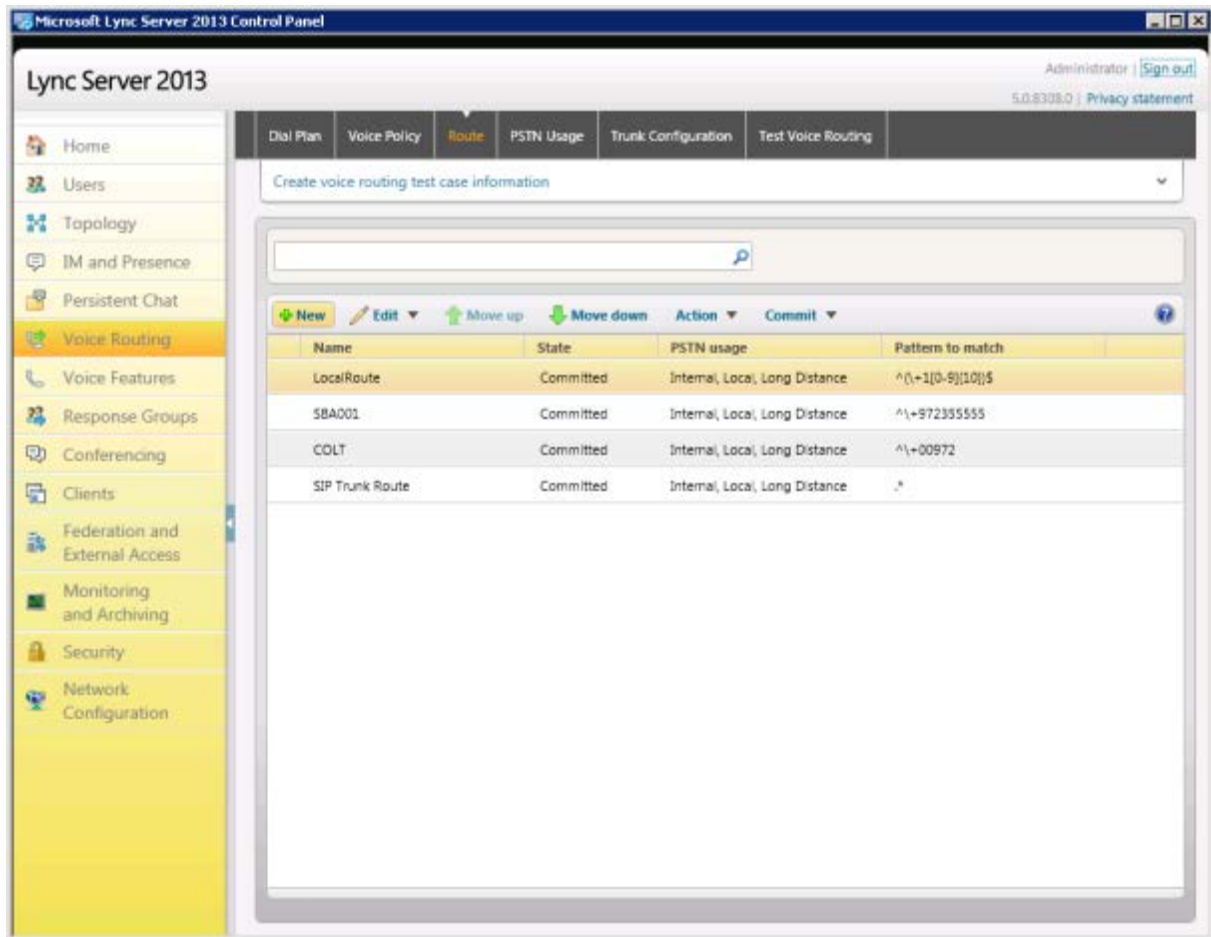 Microsoft Lync Server 2013 Control Panel
Lync Server 2013
Administrator | Sign out
5.0.8308.0 | Privacy statement
Home
Users
Topology
IM and Presence
Persistent Chat
Voice Routing
Voice Features
Response Groups
Conferencing
Clients
Federation and
External Access
Monitoring
and Archiving
Security
Network
Configuration
Dial Plan Voice Policy Route PSTN Usage Trunk Configuration Test Voice Routing
Create voice routing test case information
New Edit Move up Move down Action Commit
Name State PSTN usage Pattern to match
LocalRoute Committed Internal, Local, Long Distance ^(\+1[0-9]{10})$
SBA001 Committed Internal, Local, Long Distance ^\+972355555
COLT Committed Internal, Local, Long Distance ^\+00972
SIP Trunk Route Committed Internal, Local, Long Distance .*